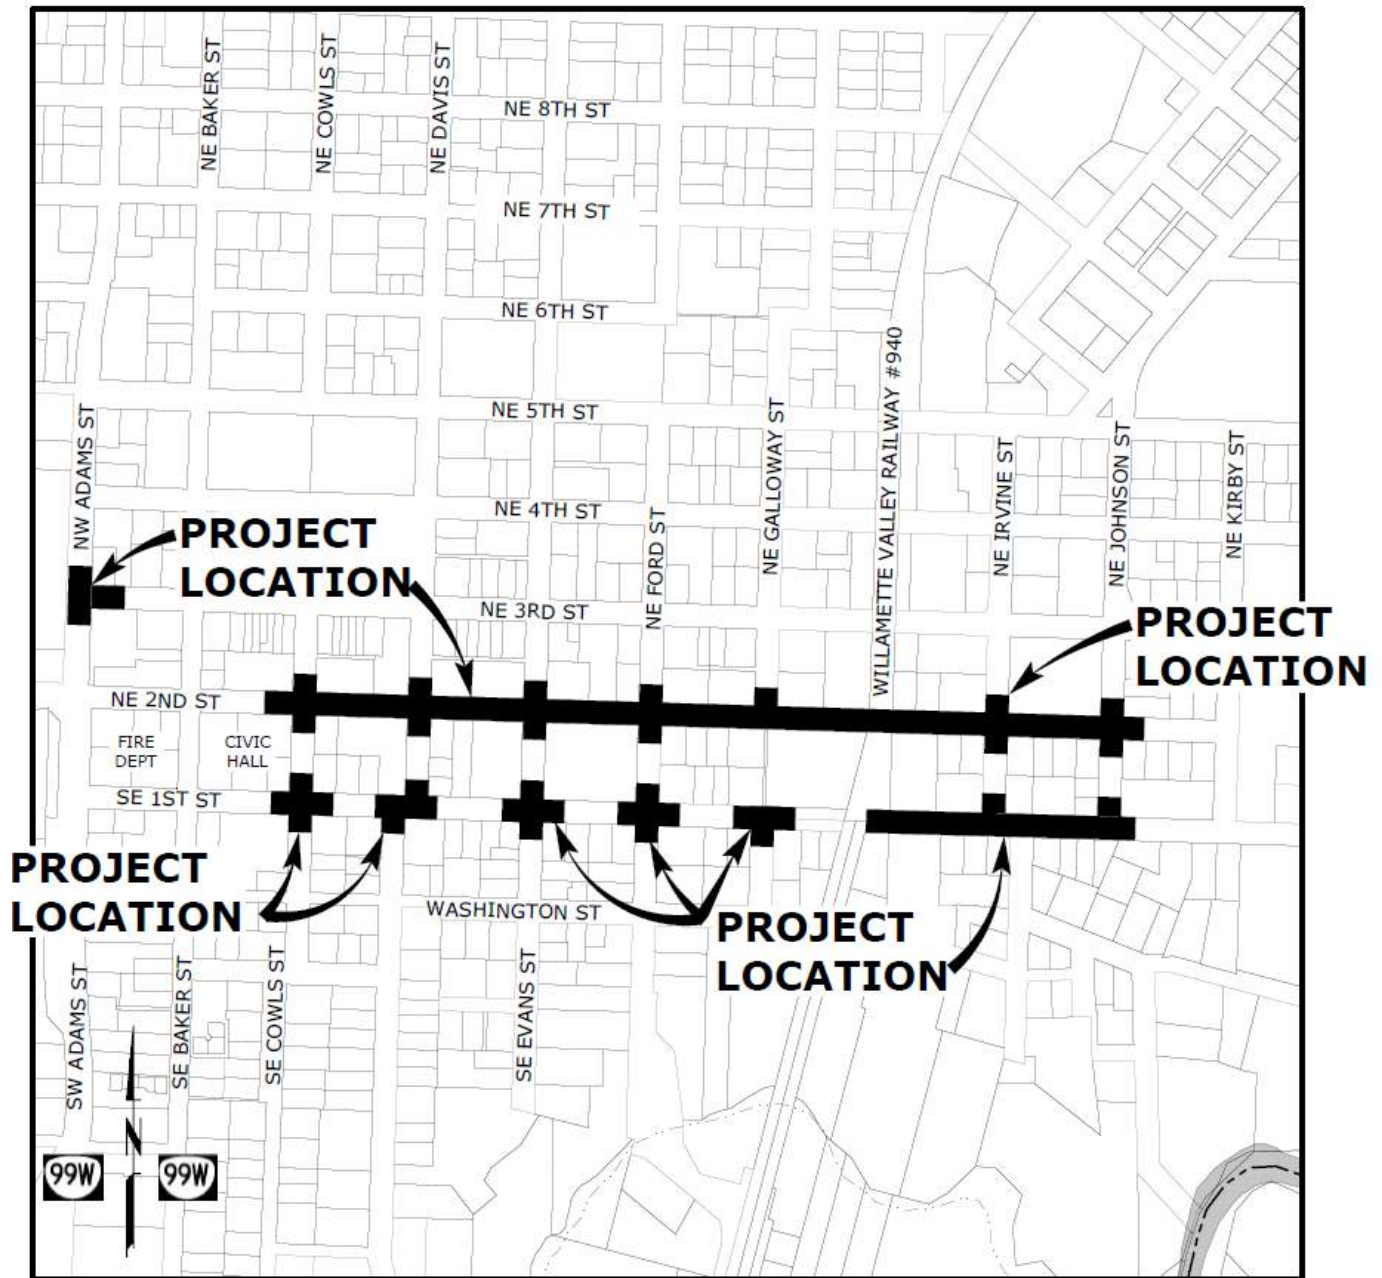 NE BAKER ST
NE COWLS ST
NE DAVIS ST
NE 8TH ST
NE 7TH ST
NE 6TH ST
NE 5TH ST
NE 4TH ST
NE 3RD ST
NW ADAMS ST
NE FORD ST
NE GALLOWAY ST
WILLAMETTE VALLEY RAILWAY #940
NE IRVINE ST
NE JOHNSON ST
NE KIRBY ST
PROJECT
LOCATION
PROJECT
LOCATION
NE 2ND ST
FIRE
DEPT
CIVIC
HALL
SE 1ST ST
PROJECT
LOCATION
WASHINGTON ST
PROJECT
LOCATION
SW ADAMS ST
SE BAKER ST
SE COWLS ST
SE EVANS ST
N
99W
99W